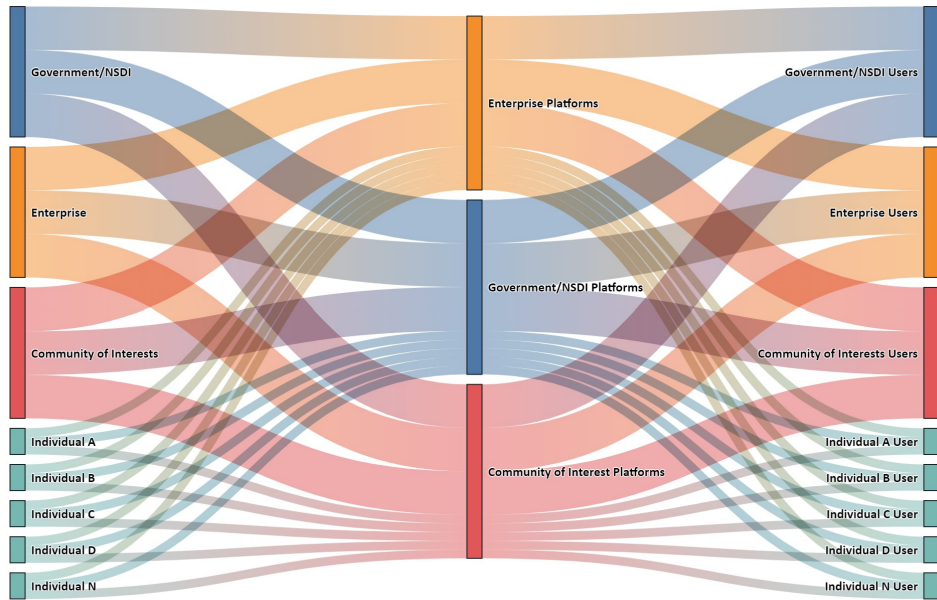 Government/NSDI
Enterprise
Community of Interests
Individual A
Individual B
Individual C
Individual D
Individual N
Enterprise Platforms
Government/NSDI Platforms
Community of Interest Platforms
Government/NSDI Users
Enterprise Users
Community of Interests Users
Individual A User
Individual B User
Individual C User
Individual D User
Individual N User